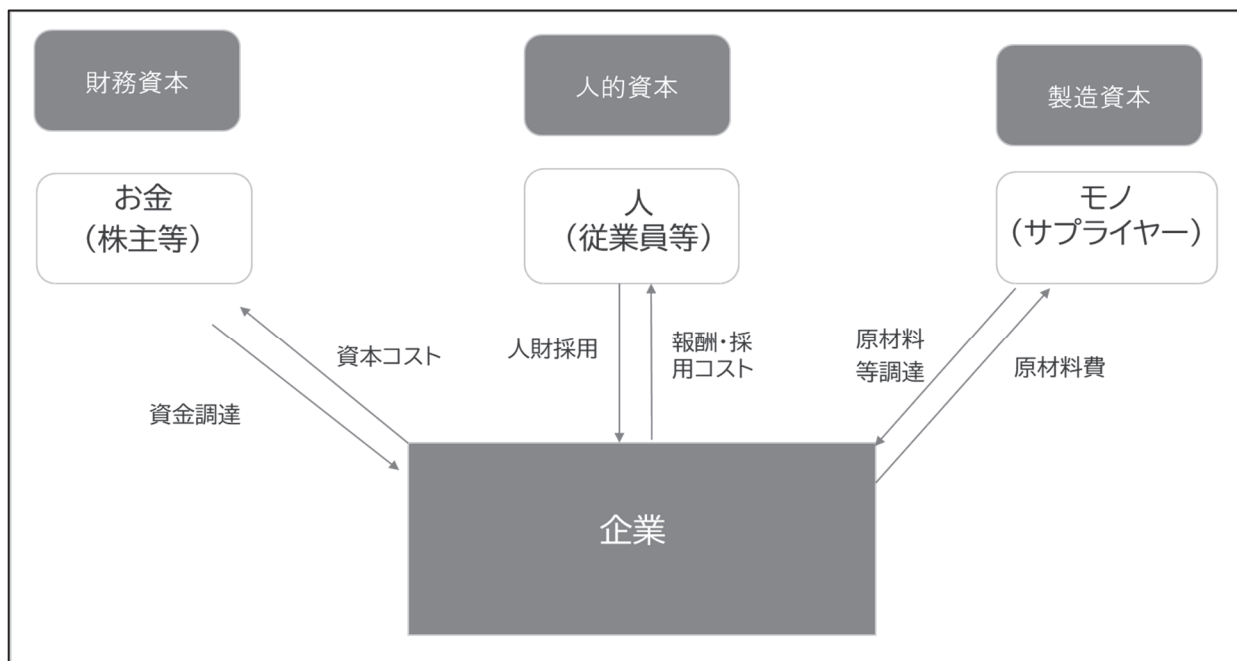 財務資本
人的資本
製造資本
お金
（株主等）
人
（従業員等）
モノ
（サプライヤー）
資本コスト
資金調達
人財採用
報酬・採
用コスト
原材料
等調達
原材料費
企業